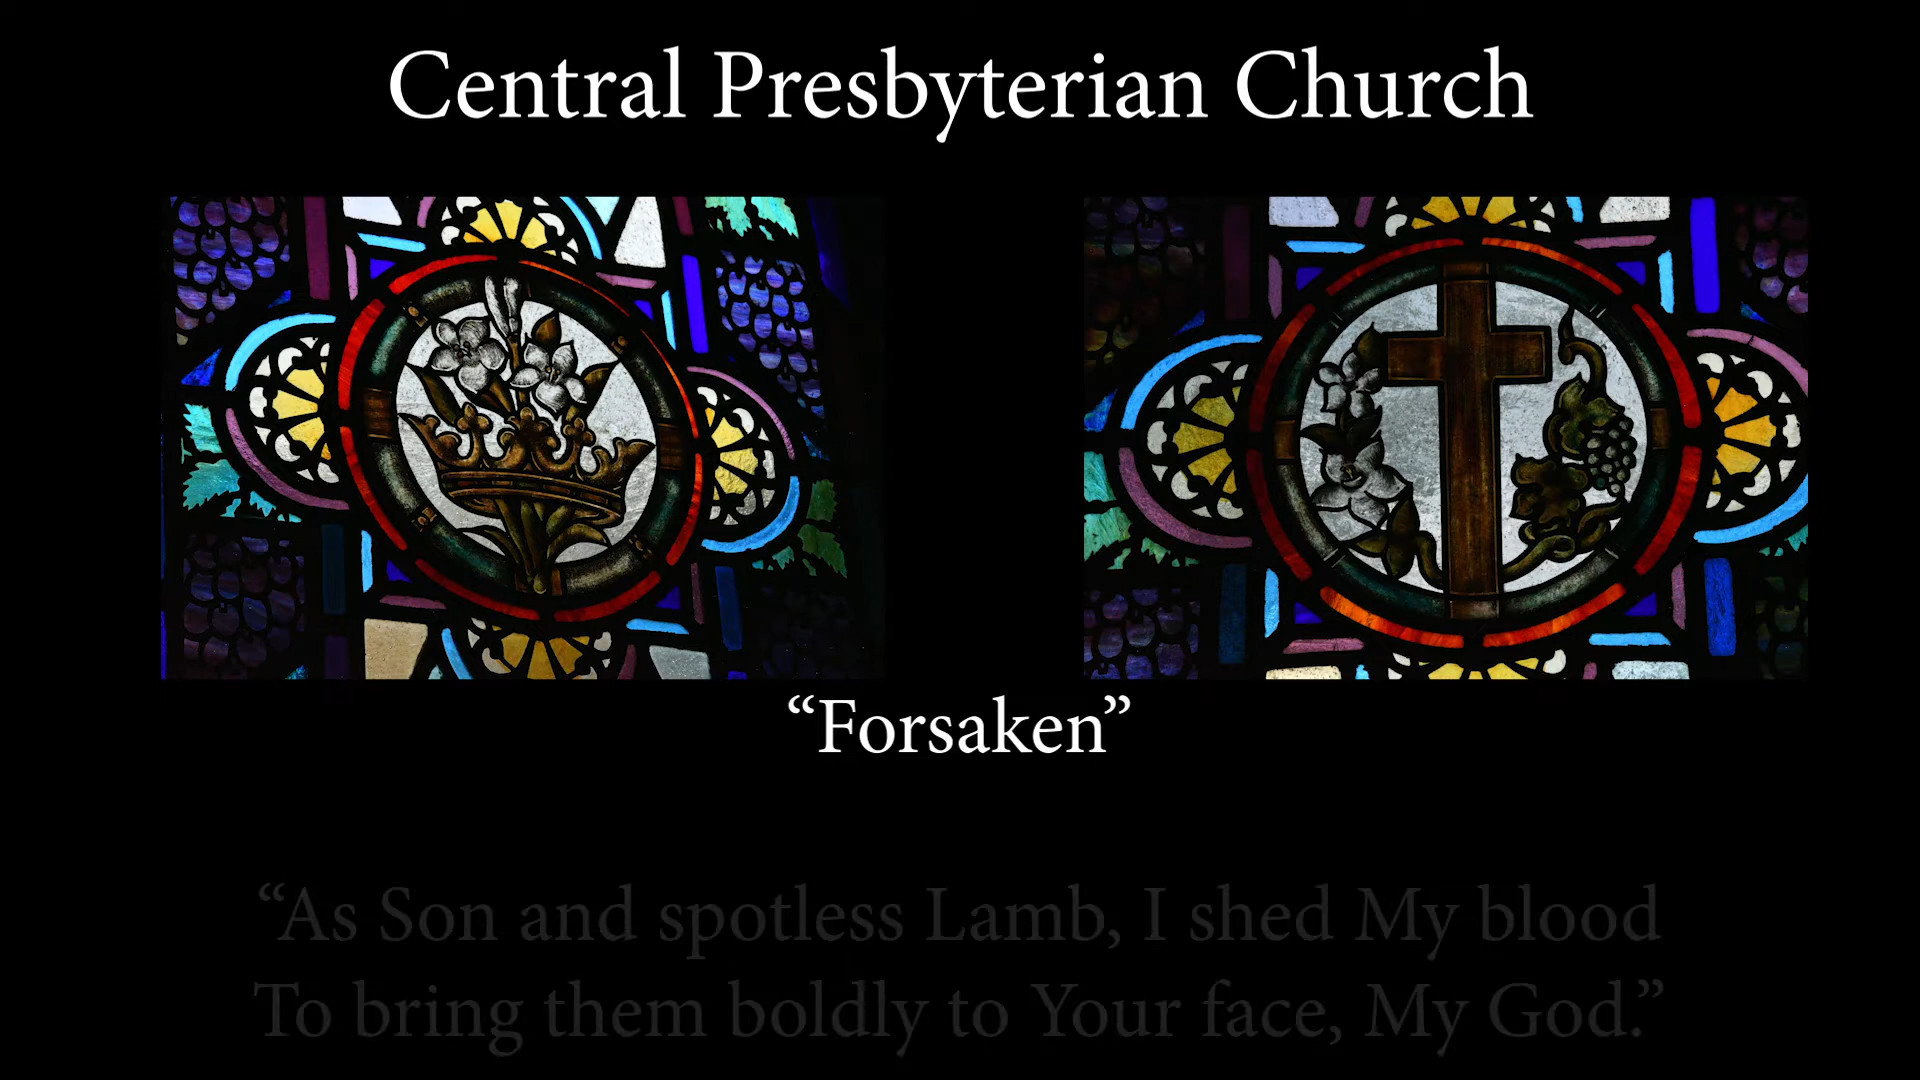 Central Presbyterian Church
“Forsaken”
“As Son and spotless Lamb, I shed My blood
To bring them boldly to Your face, My God.”